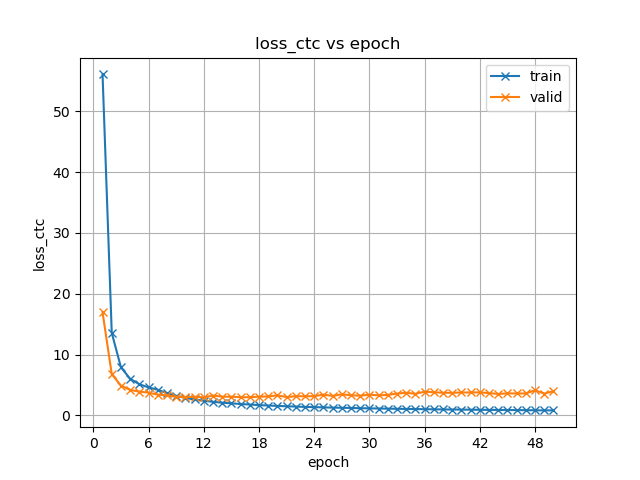 loss_ctc vs epoch
train
valid
50
40
30
20
10
0
loss_ctc
0 6 12 18 24 30 36 42 48
epoch